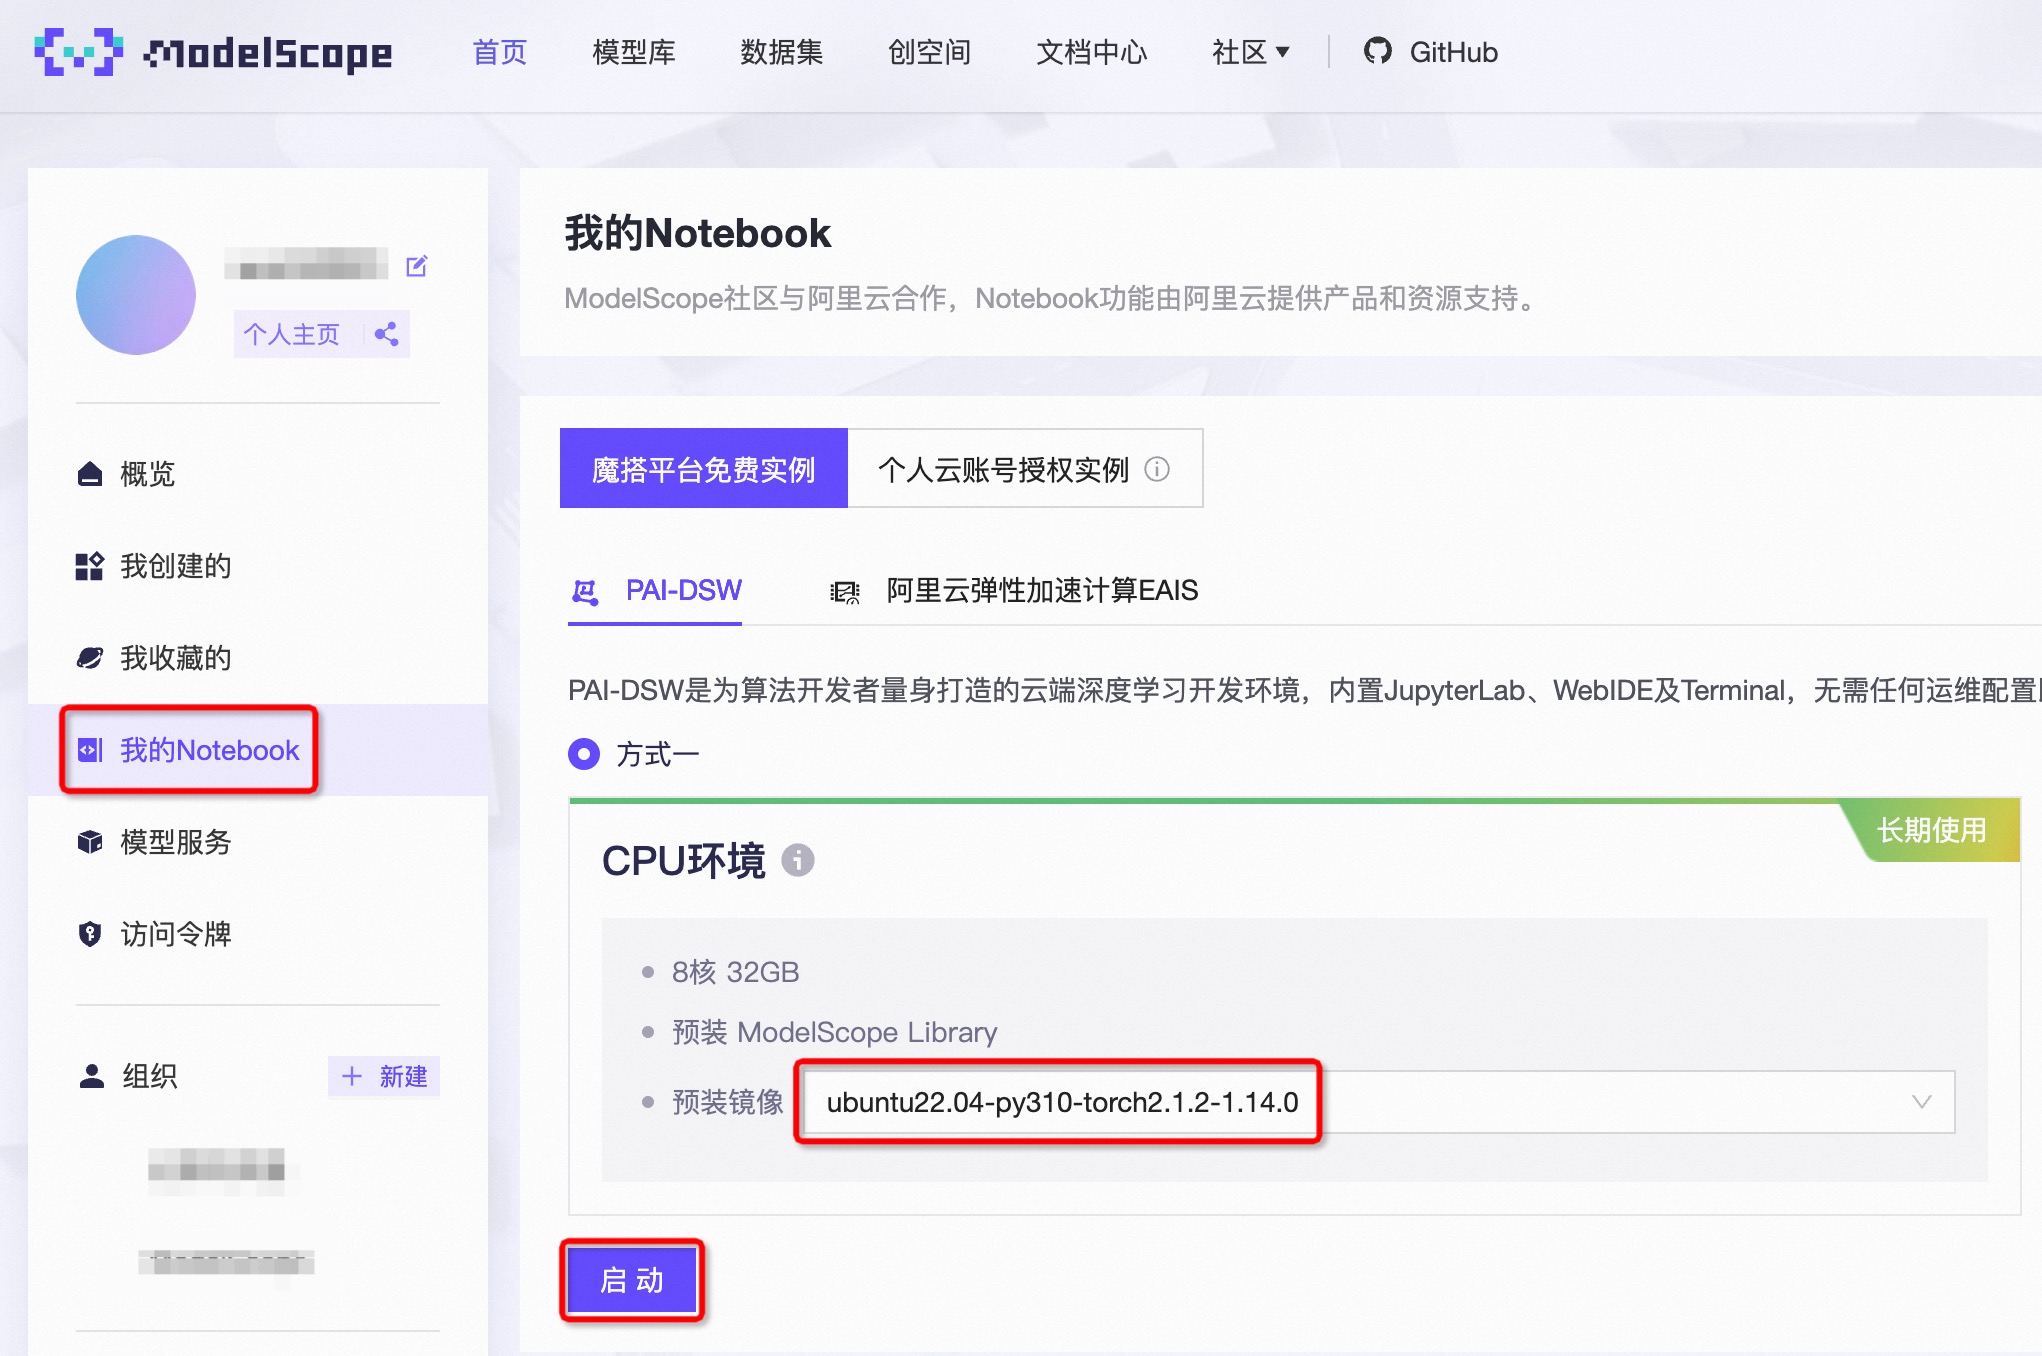 ModelScope
首页
模型库
数据集
创空间
文档中心
社区
GitHub
个人主页
概览
我创建的
我收藏的
我的Notebook
模型服务
访问令牌
组织
+ 新建
我的Notebook
ModelScope社区与阿里云合作，Notebook功能由阿里云提供产品和资源支持。
魔搭平台免费实例
个人云账号授权实例
PAI-DSW
阿里云弹性加速计算EAIS
PAI-DSW是为算法开发者量身打造的云端深度学习开发环境，内置JupyterLab、WebIDE及Terminal，无需任何运维配置
方式一
长期使用
CPU环境
8核 32GB
预装 ModelScope Library
预装镜像 ubuntu22.04-py310-torch2.1.2-1.14.0
启 动